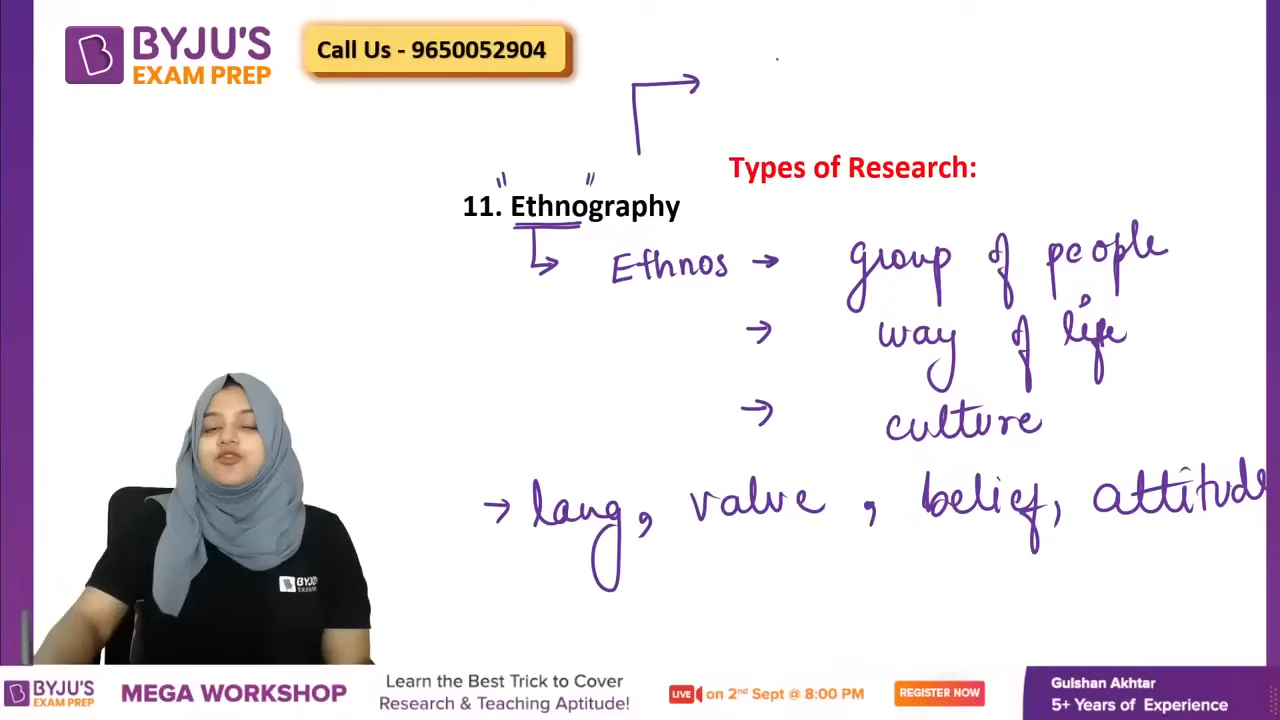 BYJU'S
EXAM PREP
Call Us - 9650052904
Types of Research:
11. "Ethnography"
Ethnos → group of people
→ way of life
→ culture
→ lang, value, belief, attitude
BYJU'S
EXAM
BYJU'S
EXAM PREP
MEGA WORKSHOP
Learn the Best Trick to Cover
Research & Teaching Aptitude!
LIVE on 2nd Sept @ 8:00 PM
REGISTER NOW
Gulshan Akhtar
5+ Years of Experience